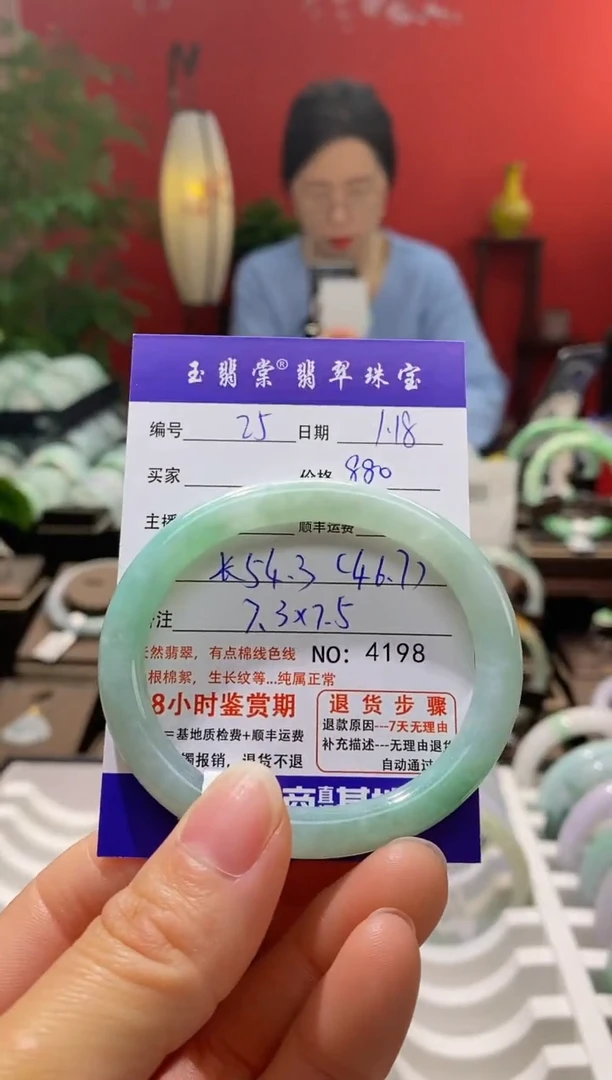 玉翡棠® 翡翠珠宝
编号 25 日期 1.18
买家 价格 880
主播 顺丰运费
长54.3 (46.7)
注 7.3x7.5
天然翡翠，有点棉线色线 NO: 4198
根棉絮，生长纹等...纯属正常
8小时鉴赏期 退货步骤
=基地质检费+顺丰运费 退款原因---7天无理由
镯报销，退货不退 补充描述---无理由退货
自动通过